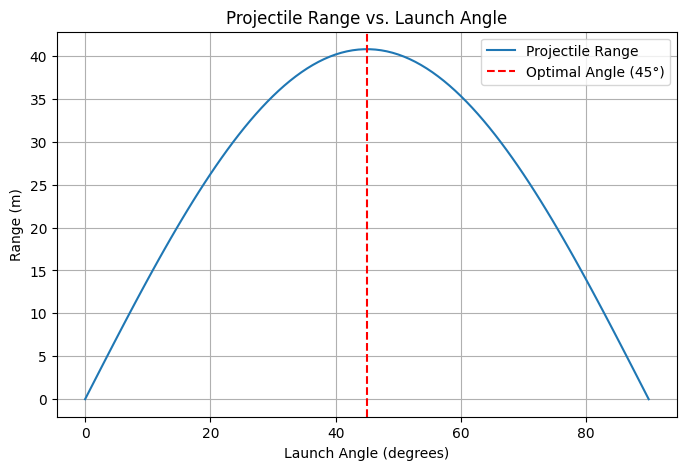 Projectile Range vs. Launch Angle
Projectile Range
Optimal Angle (45°)
Range (m)
40
35
30
25
20
15
10
5
0
0 20 40 60 80
Launch Angle (degrees)